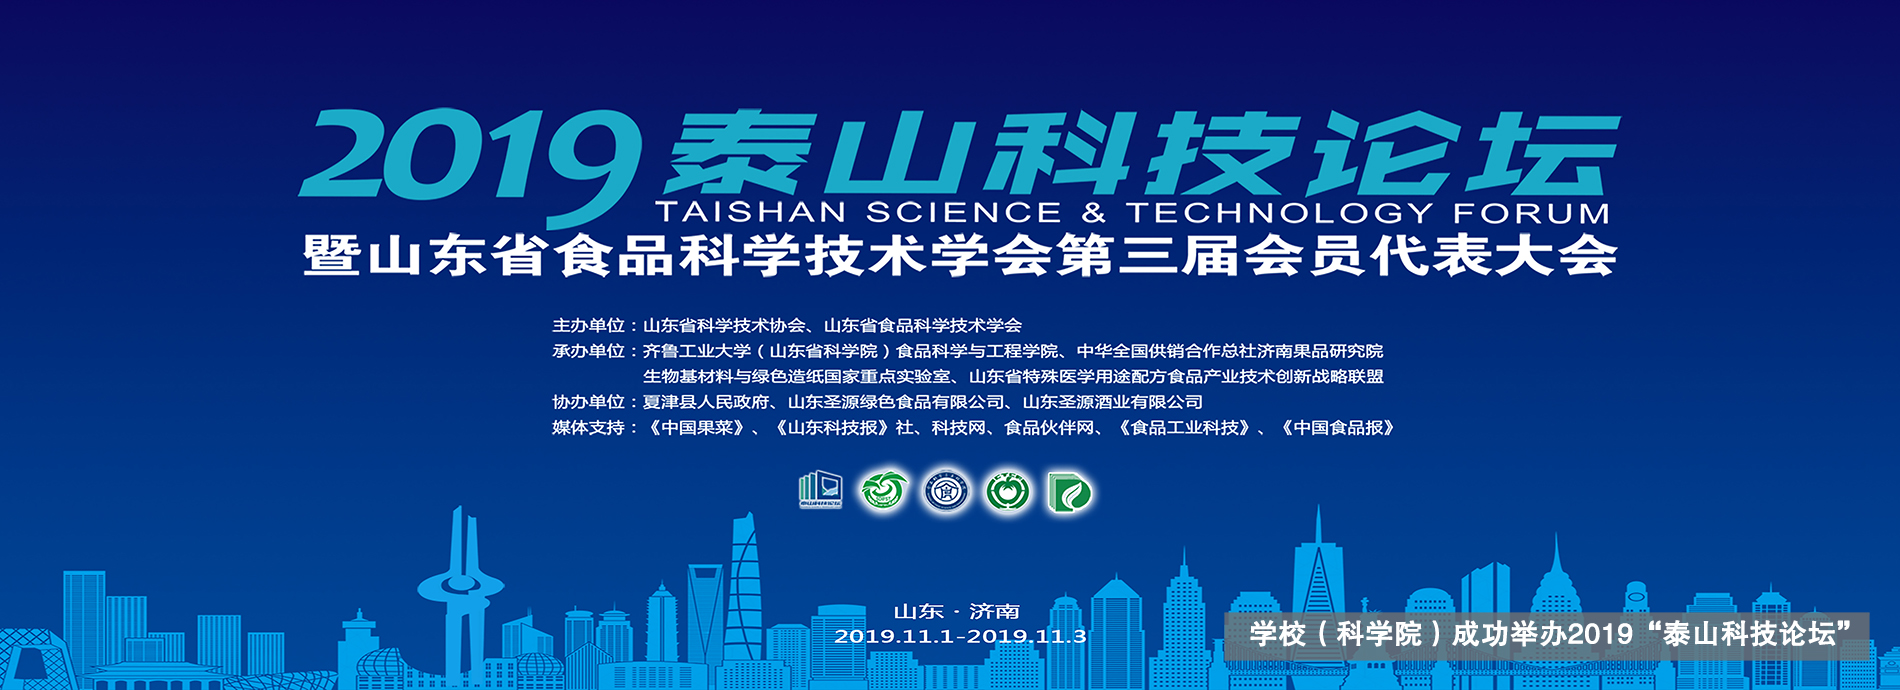 2019泰山科技论坛
TAISHAN SCIENCE & TECHNOLOGY FORUM
暨山东省食品科学技术学会第三届会员代表大会
主办单位：山东省科学技术协会、山东省食品科学技术学会
承办单位：齐鲁工业大学（山东省科学院）食品科学与工程学院、中华全国供销合作总社济南果品研究院
生物基材料与绿色造纸国家重点实验室、山东省特殊医学用途配方食品产业技术创新战略联盟
协办单位：夏津县人民政府、山东圣源绿色食品有限公司、山东圣源酒业有限公司
媒体支持：《中国果菜》、《山东科技报》社、科技网、食品伙伴网、《食品工业科技》、《中国食品报》
泰山科技论坛
山东·济南
2019.11.1-2019.11.3
学校（科学院）成功举办2019“泰山科技论坛”